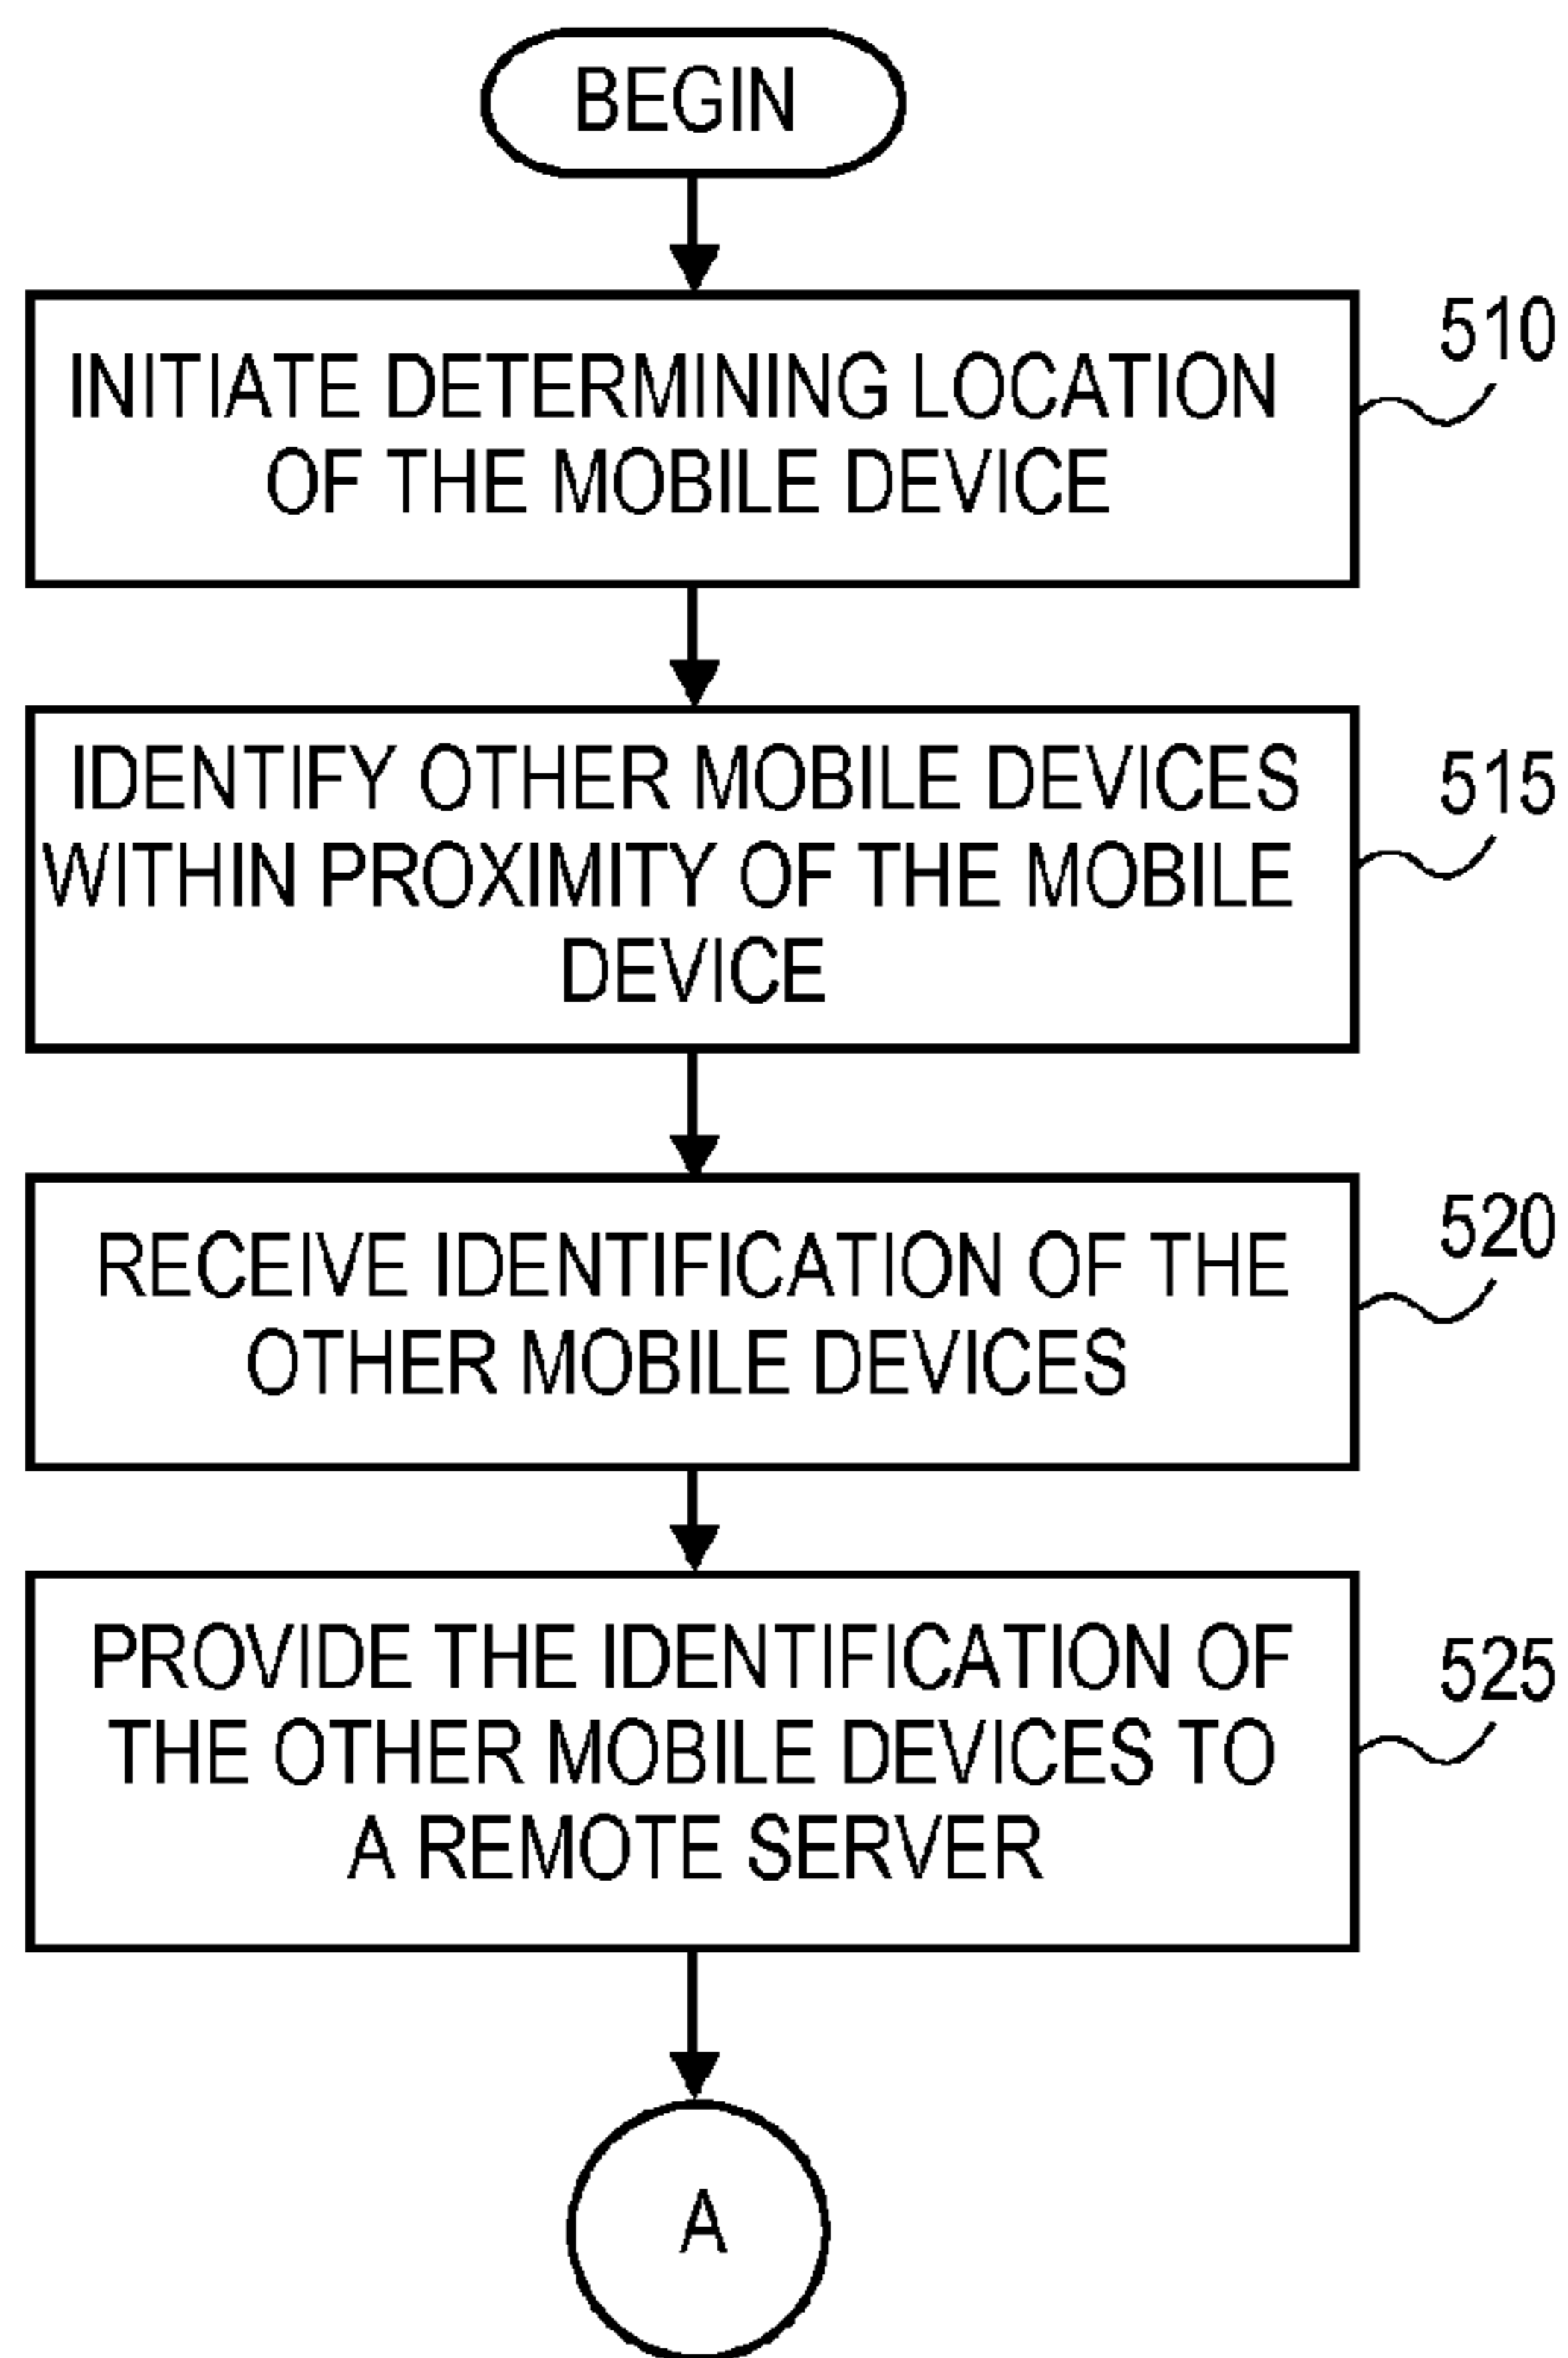 BEGIN
INITIATE DETERMINING LOCATION
OF THE MOBILE DEVICE
510
IDENTIFY OTHER MOBILE DEVICES
WITHIN PROXIMITY OF THE MOBILE
DEVICE
515
RECEIVE IDENTIFICATION OF THE
OTHER MOBILE DEVICES
520
PROVIDE THE IDENTIFICATION OF
THE OTHER MOBILE DEVICES TO
A REMOTE SERVER
525
A